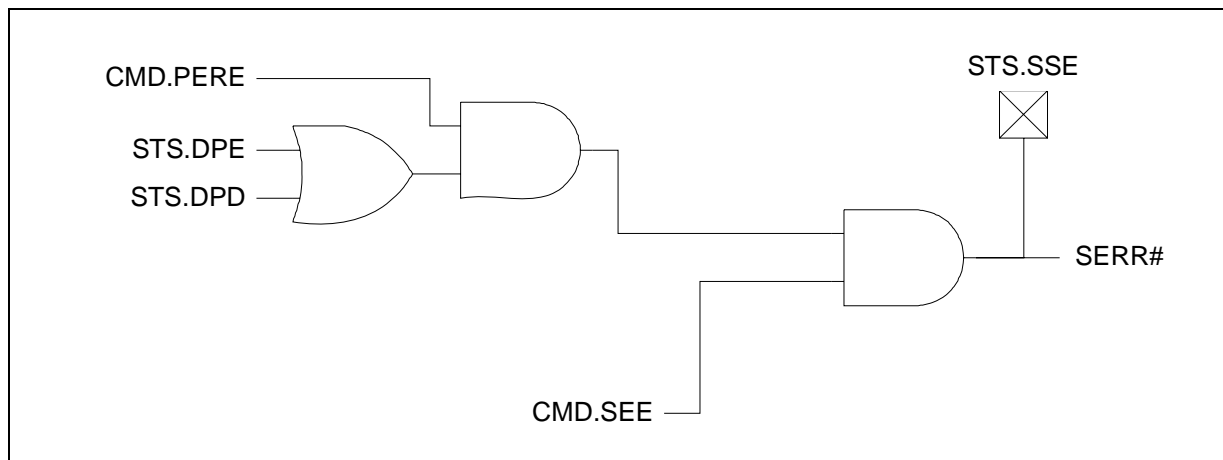 CMD.PERE
STS.DPE
STS.DPD
STS.SSE
SERR#
CMD.SEE